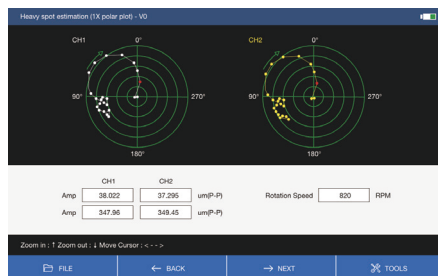 Heavy spot estimation (1X polar plot) - V0
CH1 0° CH2 0°
90° 270° 90° 270°
180° 180°
CH1 CH2
Amp 38.022 37.295 um(P-P) Rotation Speed 820 RPM
Amp 347.96 349.45 um(P-P)
Zoom in : ↑ Zoom out : ↓ Move Cursor : < - - >
FILE ← BACK → NEXT TOOLS